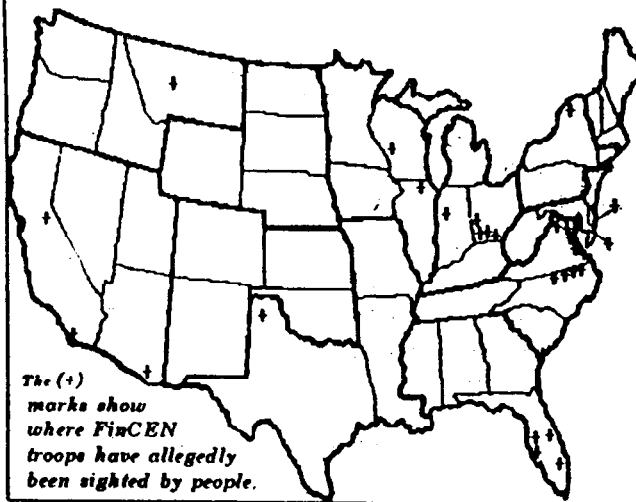 The (+)
marks show
where FinCEN
troops have allegedly
been sighted by people.